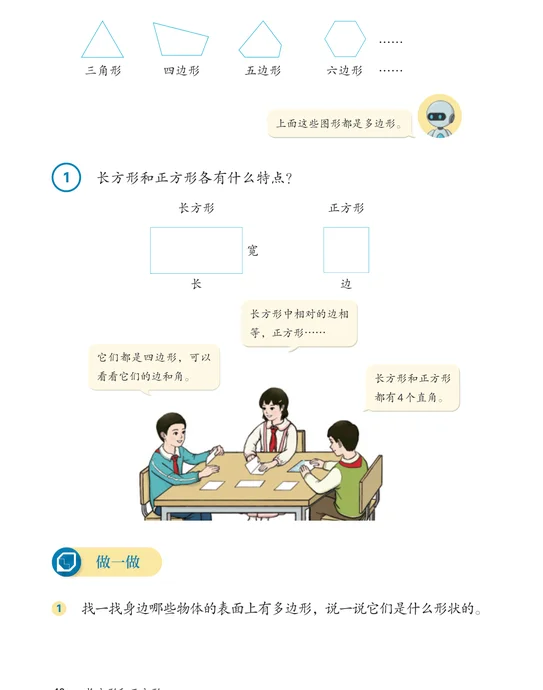 三角形 四边形 五边形 六边形 ……
……
上面这些图形都是多边形。
1 长方形和正方形各有什么特点？
长方形 正方形
宽
长 边
长方形中相对的边相
等，正方形……
它们都是四边形，可以
看看它们的边和角。
长方形和正方形
都有4个直角。
做一做
1 找一找身边哪些物体的表面上有多边形，说一说它们是什么形状的。